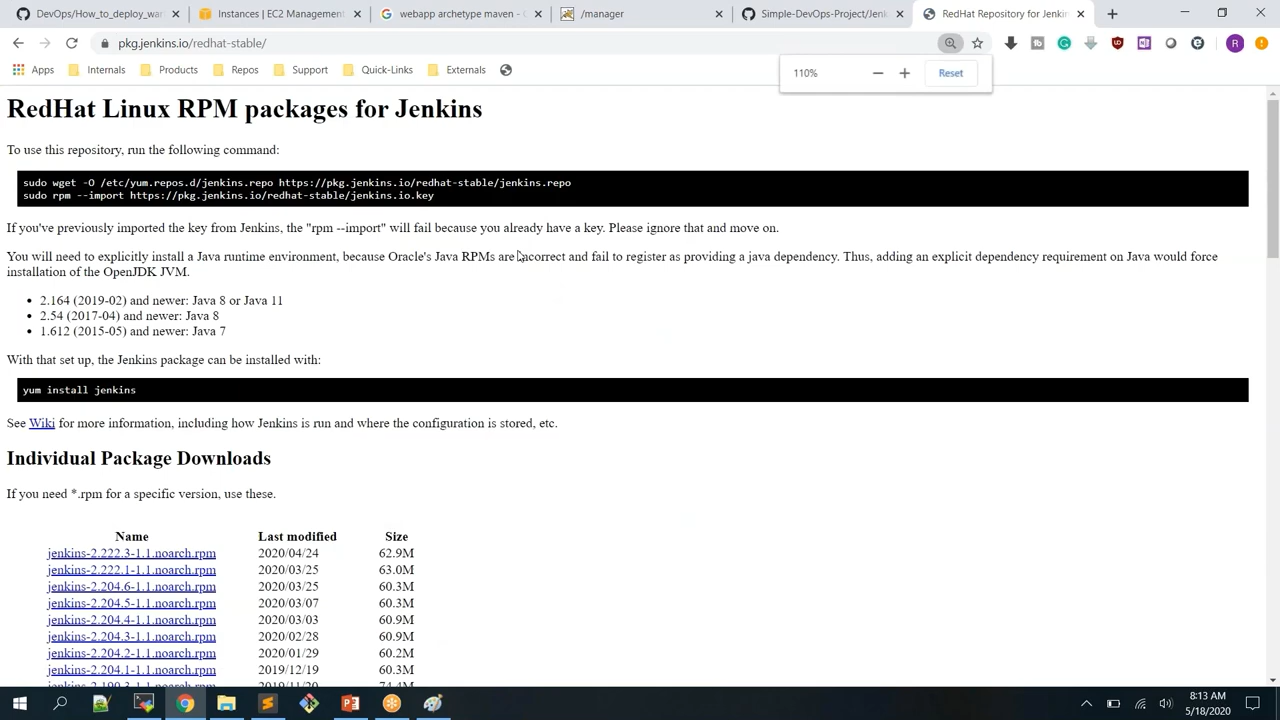 DevOps/How_to_deploy_war
Instances | EC2 Management
webapp archetype maven -
/manager
Simple-DevOps-Project/Jenk
RedHat Repository for Jenkin
pkg.jenkins.io/redhat-stable/
110%
Reset
Apps
Internals
Products
Repos
Support
Quick-Links
Externals
RedHat Linux RPM packages for Jenkins
To use this repository, run the following command:
sudo wget -O /etc/yum.repos.d/jenkins.repo https://pkg.jenkins.io/redhat-stable/jenkins.repo
sudo rpm --import https://pkg.jenkins.io/redhat-stable/jenkins.io.key
If you've previously imported the key from Jenkins, the "rpm --import" will fail because you already have a key. Please ignore that and move on.
You will need to explicitly install a Java runtime environment, because Oracle's Java RPMs are incorrect and fail to register as providing a java dependency. Thus, adding an explicit dependency requirement on Java would force
installation of the OpenJDK JVM.
• 2.164 (2019-02) and newer: Java 8 or Java 11
• 2.54 (2017-04) and newer: Java 8
• 1.612 (2015-05) and newer: Java 7
With that set up, the Jenkins package can be installed with:
yum install jenkins
See Wiki for more information, including how Jenkins is run and where the configuration is stored, etc.
Individual Package Downloads
If you need *.rpm for a specific version, use these.
Name Last modified Size
jenkins-2.222.3-1.1.noarch.rpm 2020/04/24 62.9M
jenkins-2.222.1-1.1.noarch.rpm 2020/03/25 63.0M
jenkins-2.204.6-1.1.noarch.rpm 2020/03/25 60.3M
jenkins-2.204.5-1.1.noarch.rpm 2020/03/07 60.3M
jenkins-2.204.4-1.1.noarch.rpm 2020/03/03 60.9M
jenkins-2.204.3-1.1.noarch.rpm 2020/02/28 60.9M
jenkins-2.204.2-1.1.noarch.rpm 2020/01/29 60.2M
jenkins-2.204.1-1.1.noarch.rpm 2019/12/19 60.3M
jenkins-2.190.3-1.1.noarch.rpm 2019/11/20 74.4M
8:13 AM
5/18/2020